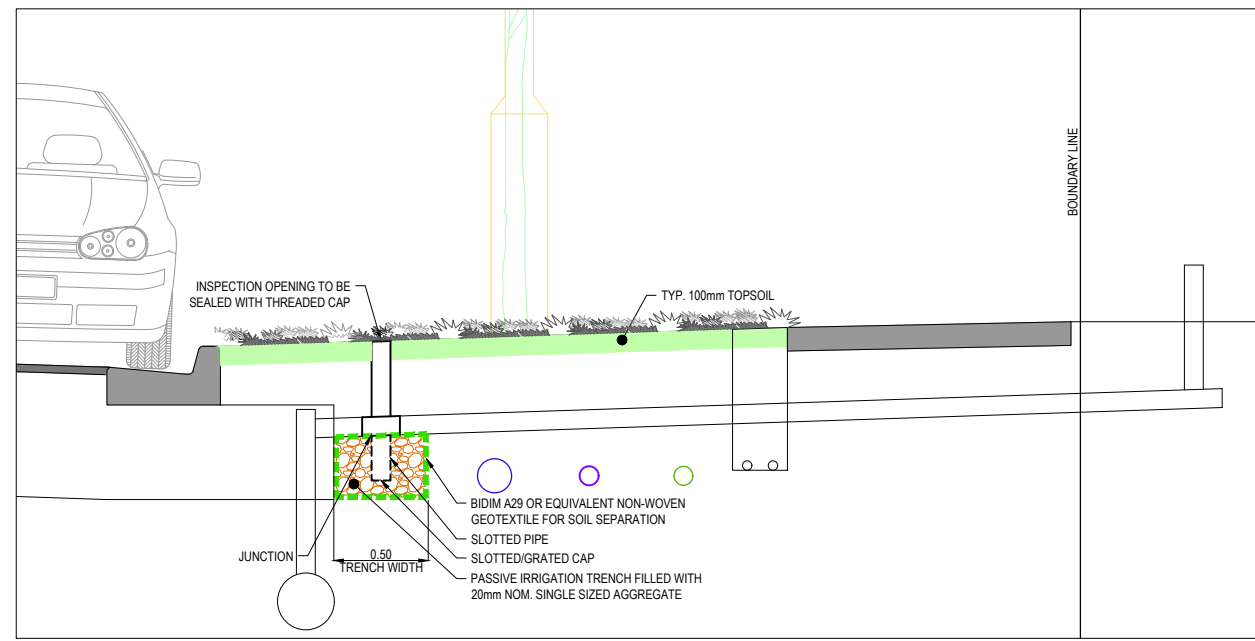 BOUNDARY LINE
INSPECTION OPENING TO BE
SEALED WITH THREADED CAP
TYP. 100mm TOPSOIL
BIDIM A29 OR EQUIVALENT NON-WOVEN
GEOTEXTILE FOR SOIL SEPARATION
SLOTTED PIPE
JUNCTION
SLOTTED/GRATED CAP
0.50
TRENCH WIDTH
PASSIVE IRRIGATION TRENCH FILLED WITH
20mm NOM. SINGLE SIZED AGGREGATE